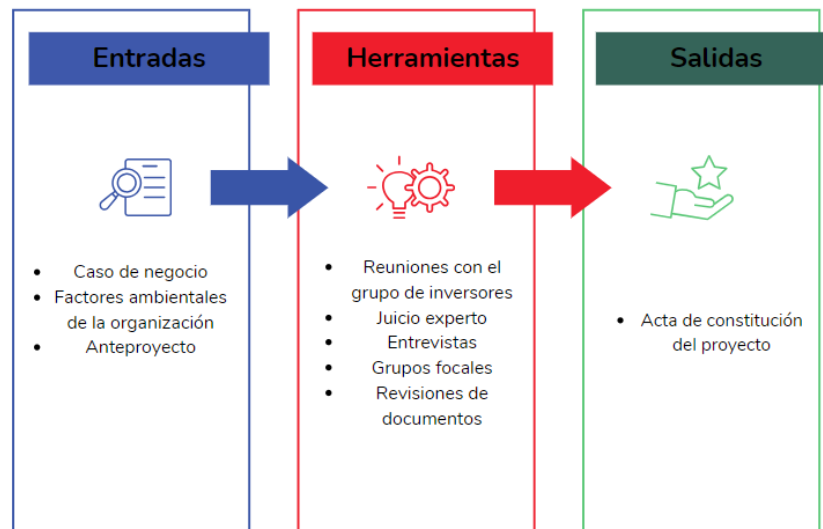 Entradas
Herramientas
Salidas
• Caso de negocio
• Factores ambientales
de la organización
• Anteproyecto
• Reuniones con el
grupo de inversores
• Juicio experto
• Entrevistas
• Grupos focales
• Revisiones de
documentos
• Acta de constitución
del proyecto